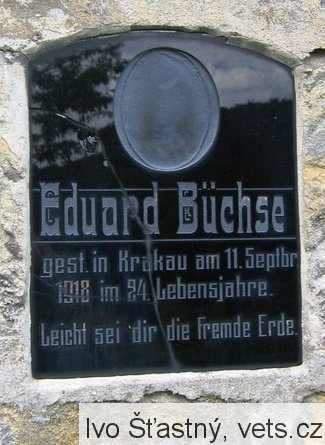 Eduard Büchse
gest. in Krakau am 11. Septbr
1918 im 24. Lebensjahre.
Leicht sei dir die Fremde Erde.
Ivo Šťastný, vets.cz